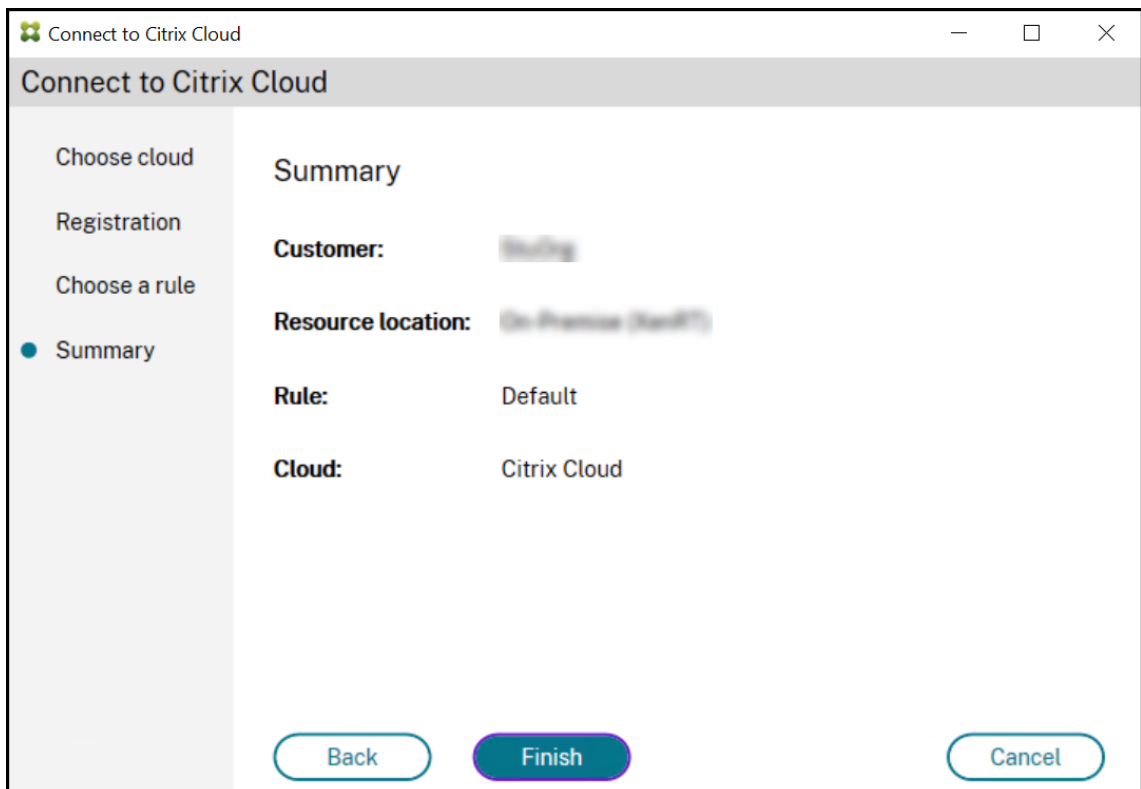 Connect to Citrix Cloud
Connect to Citrix Cloud
Choose cloud
Registration
Choose a rule
Summary
Summary
Customer:
Resource location:
Rule: Default
Cloud: Citrix Cloud
Back Finish Cancel